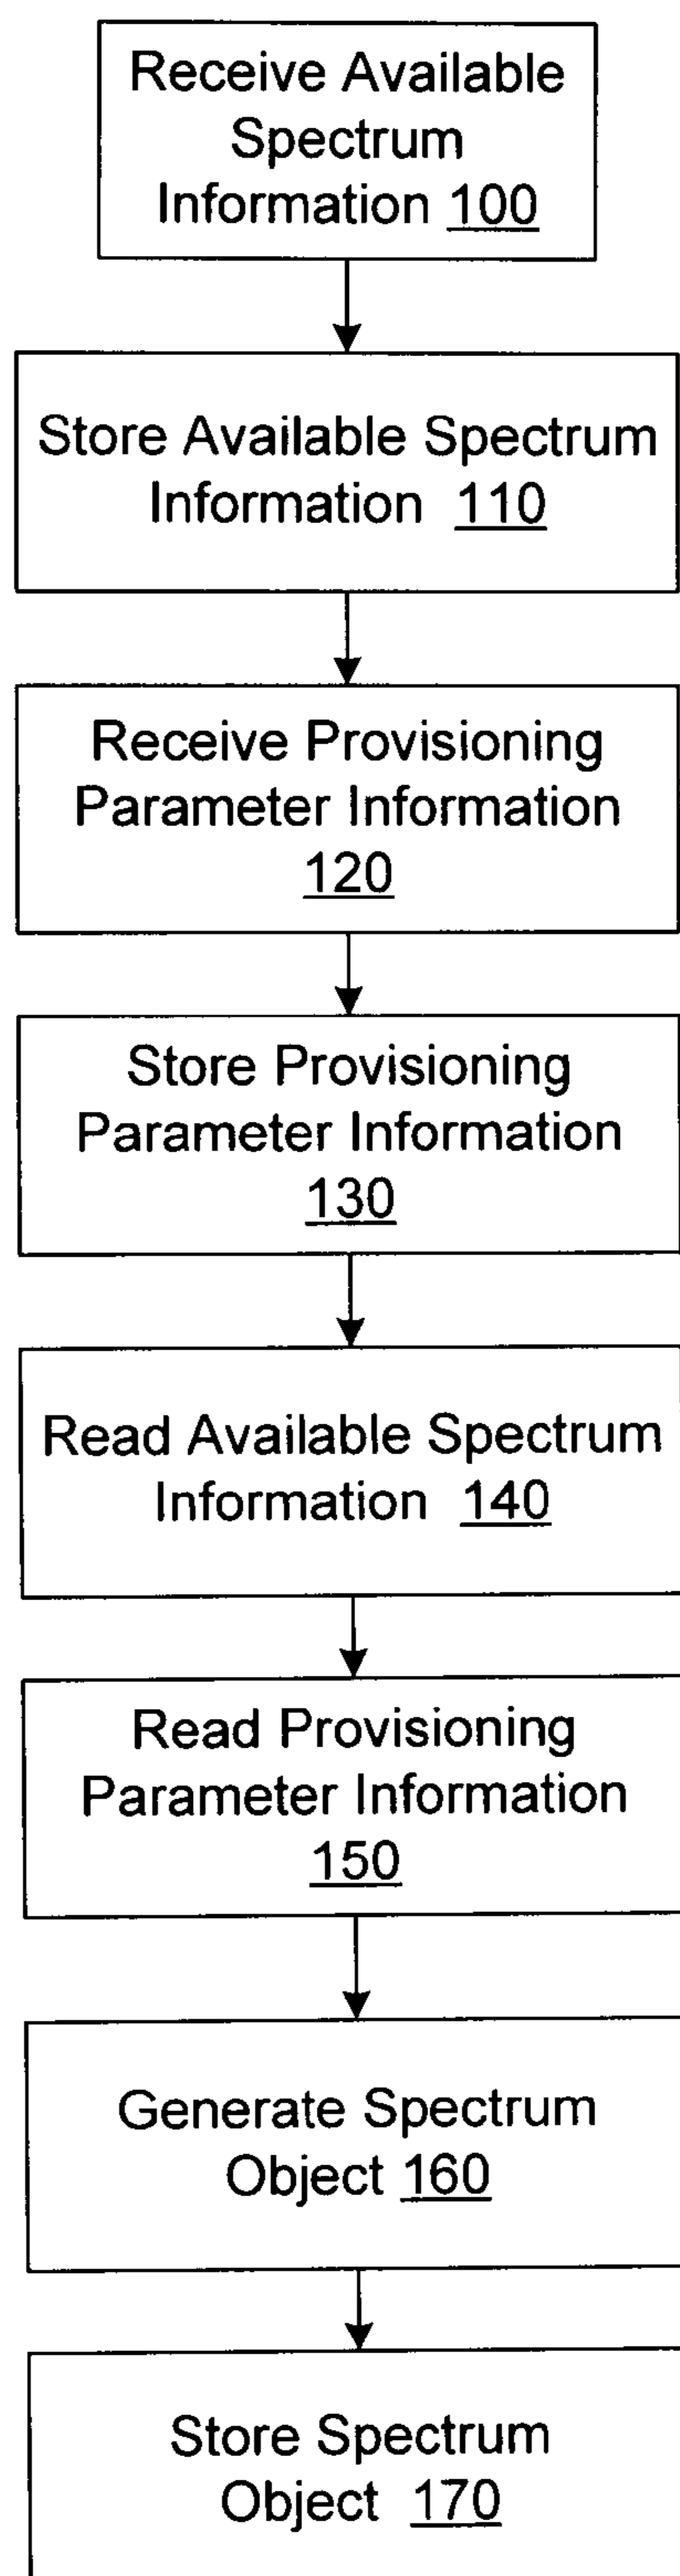 Receive Available
Spectrum
Information 100
Store Available Spectrum
Information 110
Receive Provisioning
Parameter Information
120
Store Provisioning
Parameter Information
130
Read Available Spectrum
Information 140
Read Provisioning
Parameter Information
150
Generate Spectrum
Object 160
Store Spectrum
Object 170